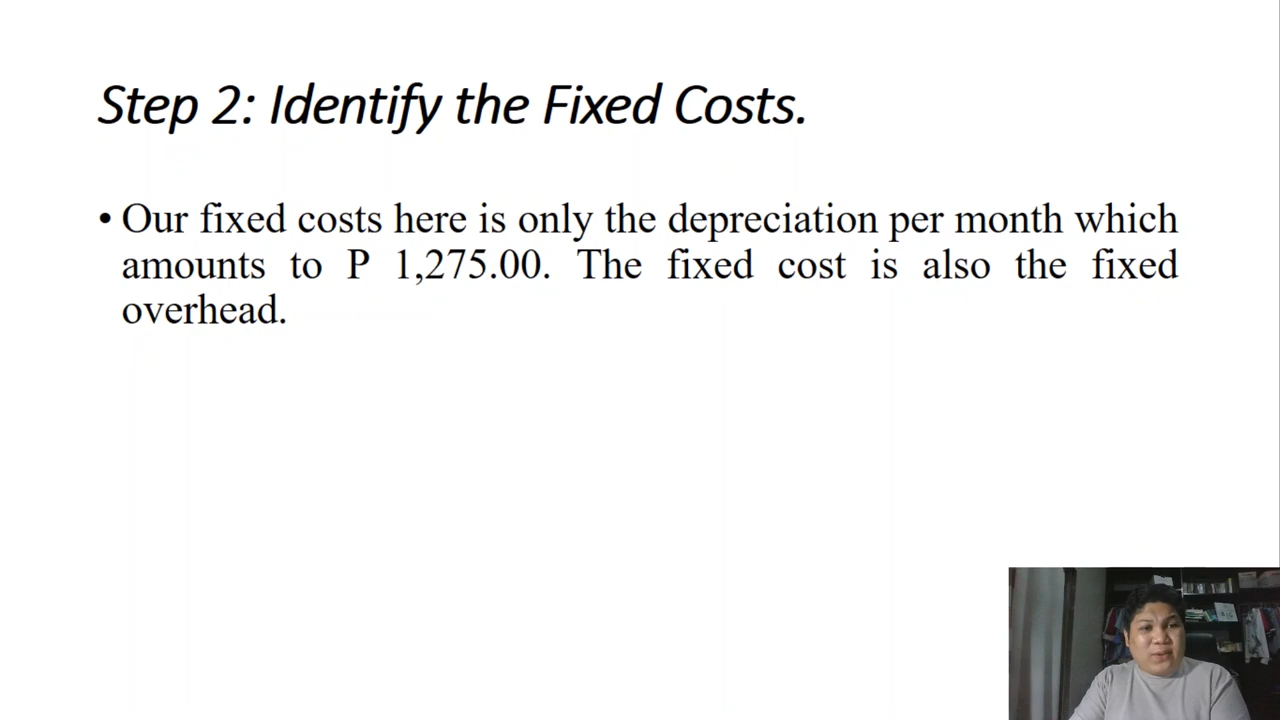 Step 2: Identify the Fixed Costs.
• Our fixed costs here is only the depreciation per month which
amounts to P 1,275.00. The fixed cost is also the fixed
overhead.